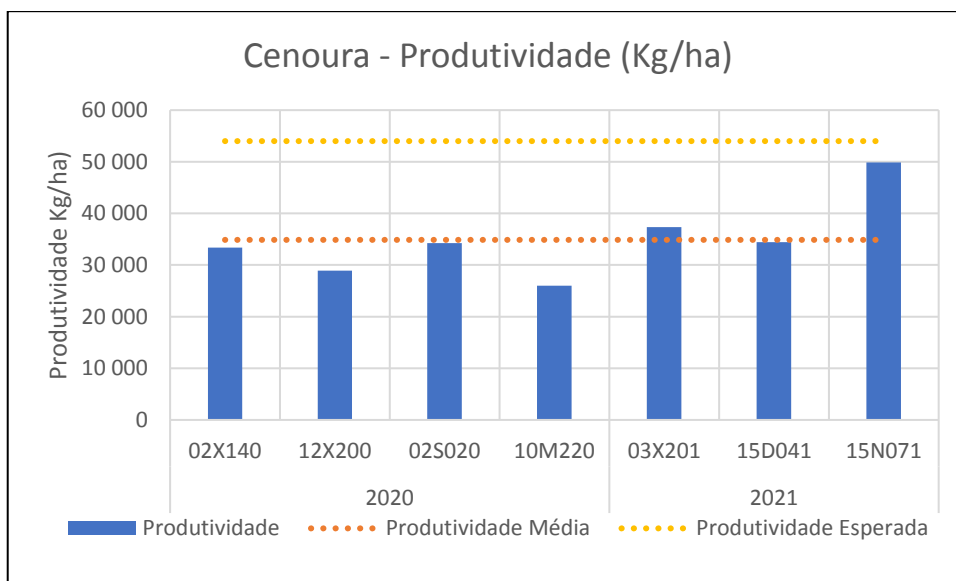 Cenoura - Produtividade (Kg/ha)
Produtividade Kg/ha)
60 000
50 000
40 000
30 000
20 000
10 000
0
02X140 12X200 02S020 10M220 03X201 15D041 15N071
2020 2021
Produtividade Produtividade Média Produtividade Esperada